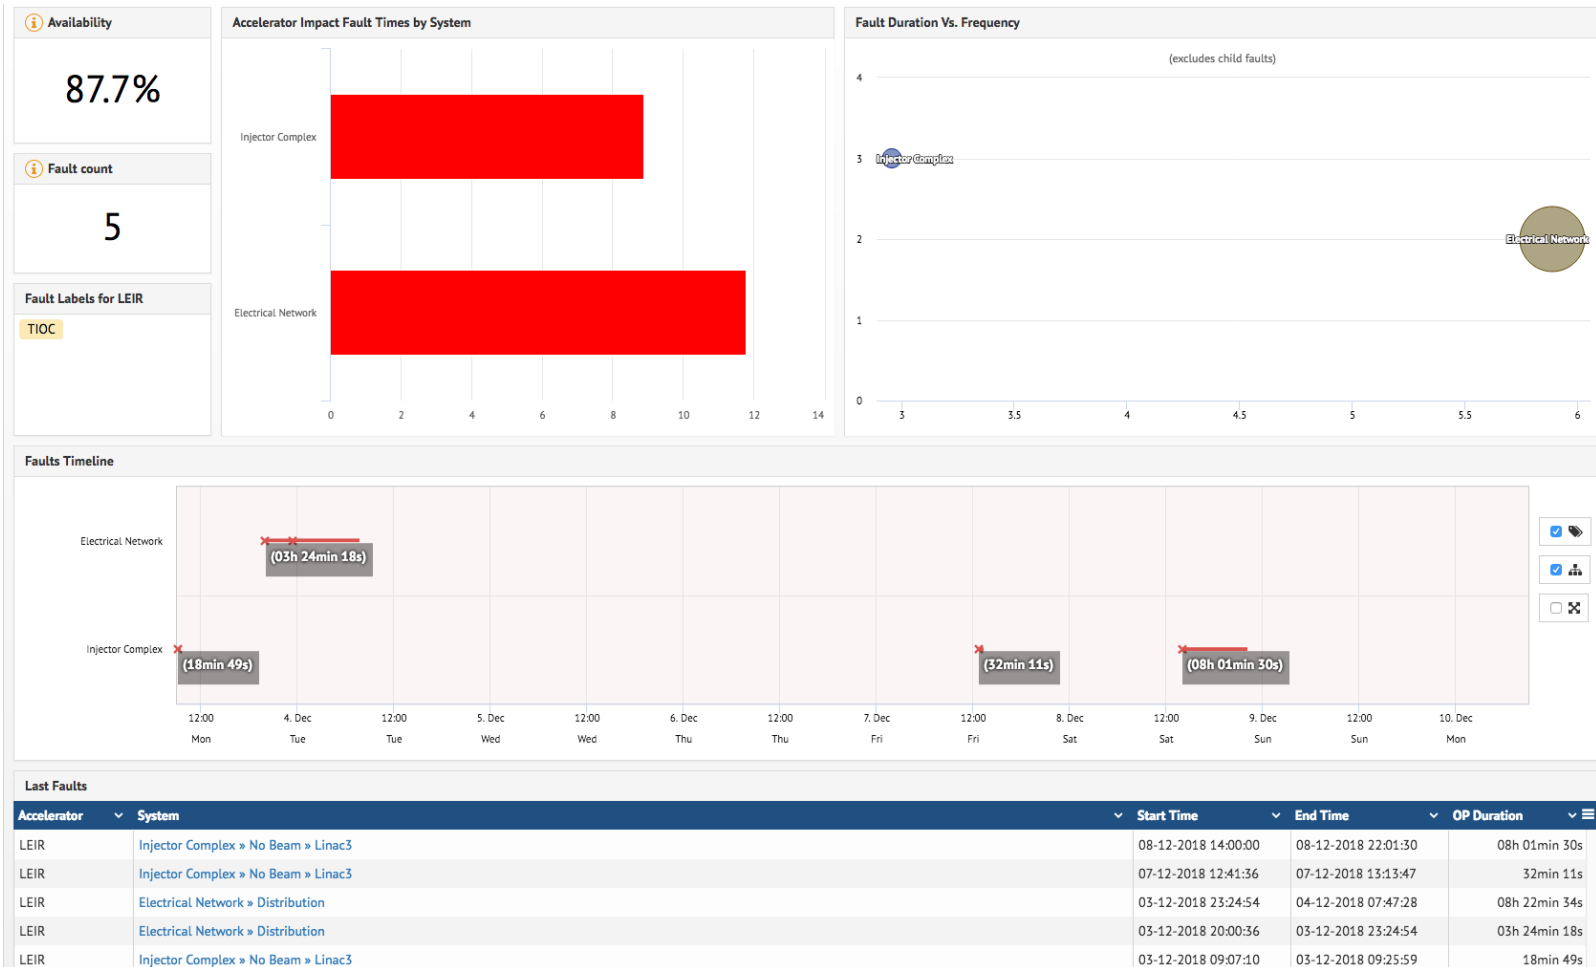 Availability
87.7%
Fault count
5
Fault Labels for LEIR
TIOC
Accelerator Impact Fault Times by System
Injector Complex
Electrical Network
0 2 4 6 8 10 12 14
Fault Duration Vs. Frequency
(excludes child faults)
4
3
2
1
0
Injector Complex
Electrical Network
3 3.5 4 4.5 5 5.5 6
Faults Timeline
Electrical Network
(03h 24min 18s)
Injector Complex
(18min 49s) (32min 11s) (08h 01min 30s)
12:00 4. Dec 12:00 5. Dec 12:00 6. Dec 12:00 7. Dec 12:00 8. Dec 12:00 9. Dec 12:00 10. Dec
Mon Tue Tue Wed Wed Thu Thu Fri Fri Sat Sat Sun Sun Mon
Last Faults
Accelerator System Start Time End Time OP Duration
LEIR Injector Complex » No Beam » Linac3 08-12-2018 14:00:00 08-12-2018 22:01:30 08h 01min 30s
LEIR Injector Complex » No Beam » Linac3 07-12-2018 12:41:36 07-12-2018 13:13:47 32min 11s
LEIR Electrical Network » Distribution 03-12-2018 23:24:54 04-12-2018 07:47:28 08h 22min 34s
LEIR Electrical Network » Distribution 03-12-2018 20:00:36 03-12-2018 23:24:54 03h 24min 18s
LEIR Injector Complex » No Beam » Linac3 03-12-2018 09:07:10 03-12-2018 09:25:59 18min 49s